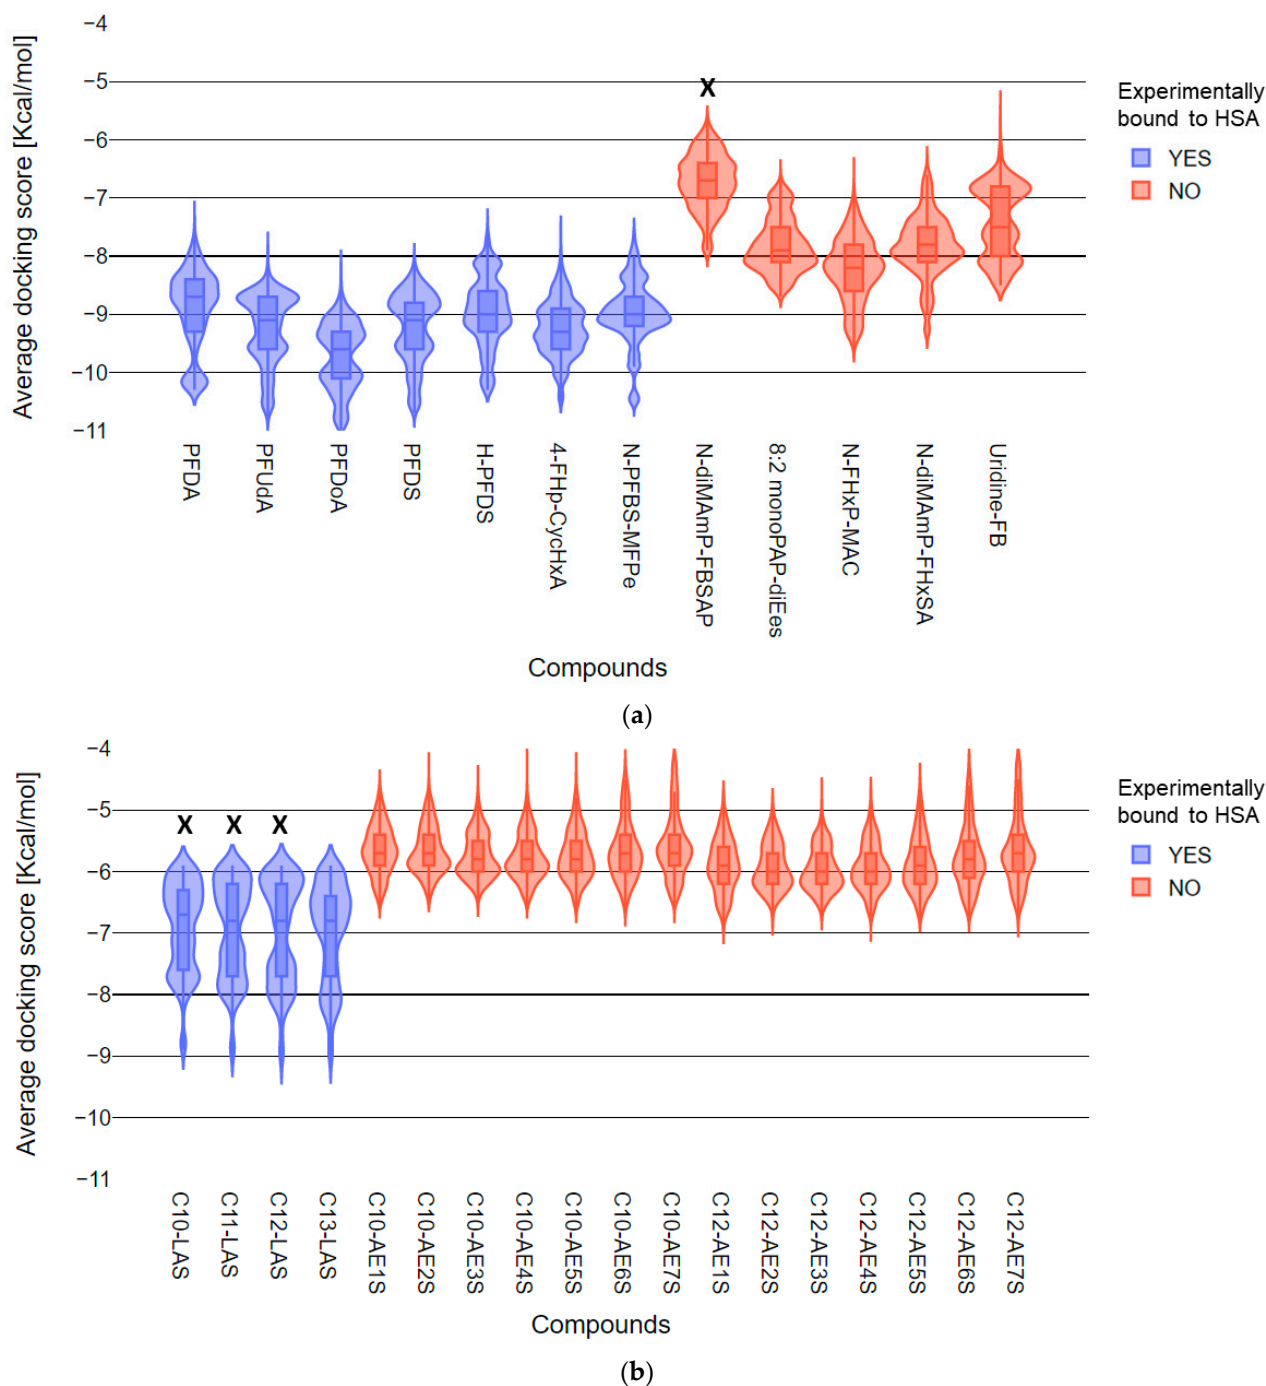 −4
−5
−6
−7
−8
−9
−10
−11
Average docking score [Kcal/mol]
X
Experimentally
bound to HSA
YES
NO
PFDA
PFUdA
PFDoA
PFDS
H-PFDS
4-FHp-CycHxA
N-PFBS-MFPe
N-diMAmP-FBSAP
8:2 monoPAP-diEes
N-FHxP-MAC
N-diMAmP-FHxSA
Uridine-FB
Compounds
(a)
−4
−5
−6
−7
−8
−9
−10
−11
Average docking score [Kcal/mol]
X X X
Experimentally
bound to HSA
YES
NO
C10-LAS
C11-LAS
C12-LAS
C13-LAS
C10-AE1S
C10-AE2S
C10-AE3S
C10-AE4S
C10-AE5S
C10-AE6S
C10-AE7S
C12-AE1S
C12-AE2S
C12-AE3S
C12-AE4S
C12-AE5S
C12-AE6S
C12-AE7S
Compounds
(b)